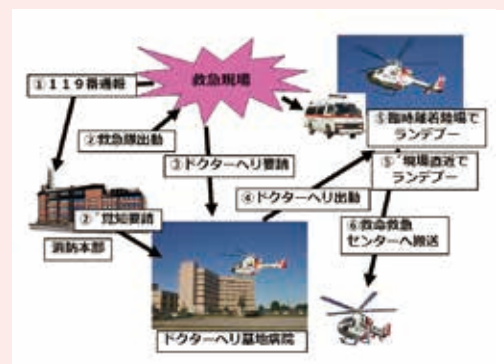 救急現場
①119番通報
②救急隊出動
③ドクターヘリ要請
②´覚知要請
消防本部
④ドクターヘリ出動
⑤臨時離着陸場で
ランデブー
⑤´現場直近で
ランデブー
⑥救命救急
センターへ搬送
ドクターヘリ基地病院